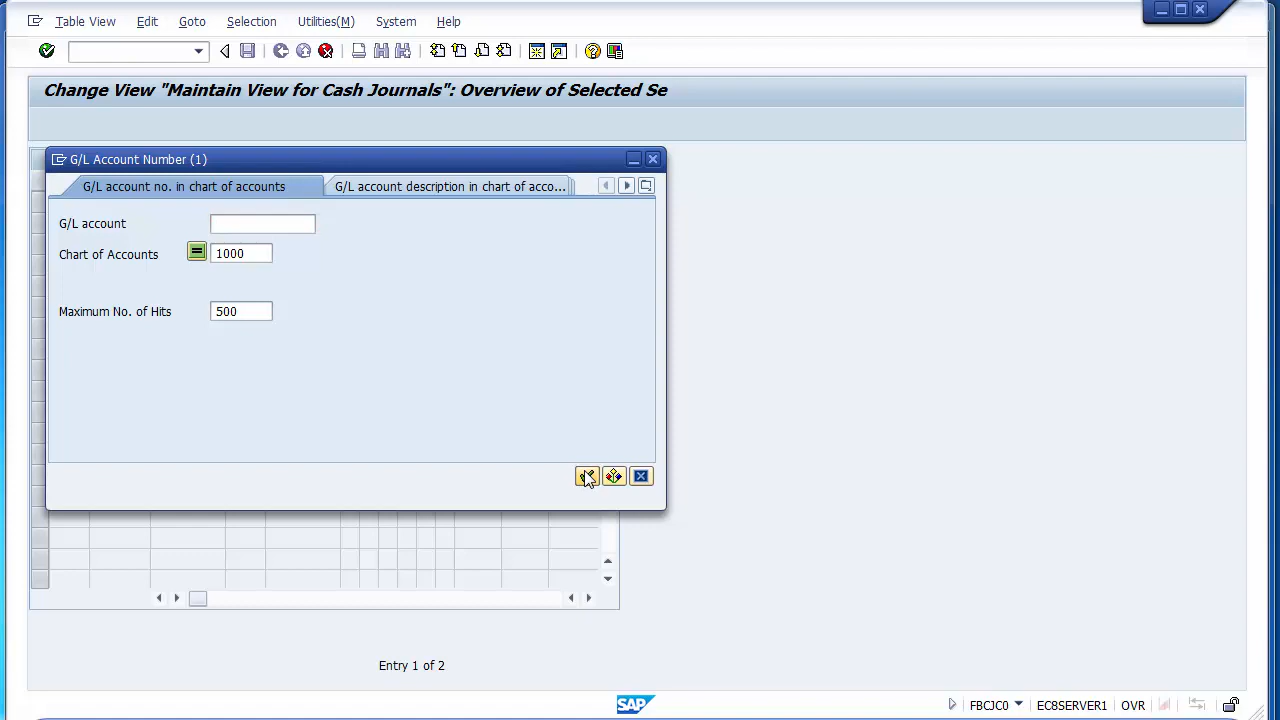 Table View Edit Goto Selection Utilities(M) System Help
Change View "Maintain View for Cash Journals": Overview of Selected Se
G/L Account Number (1)
G/L account no. in chart of accounts G/L account description in chart of acco...
G/L account
Chart of Accounts 1000
Maximum No. of Hits 500
Entry 1 of 2
SAP FBCJC0 EC8SERVER1 OVR